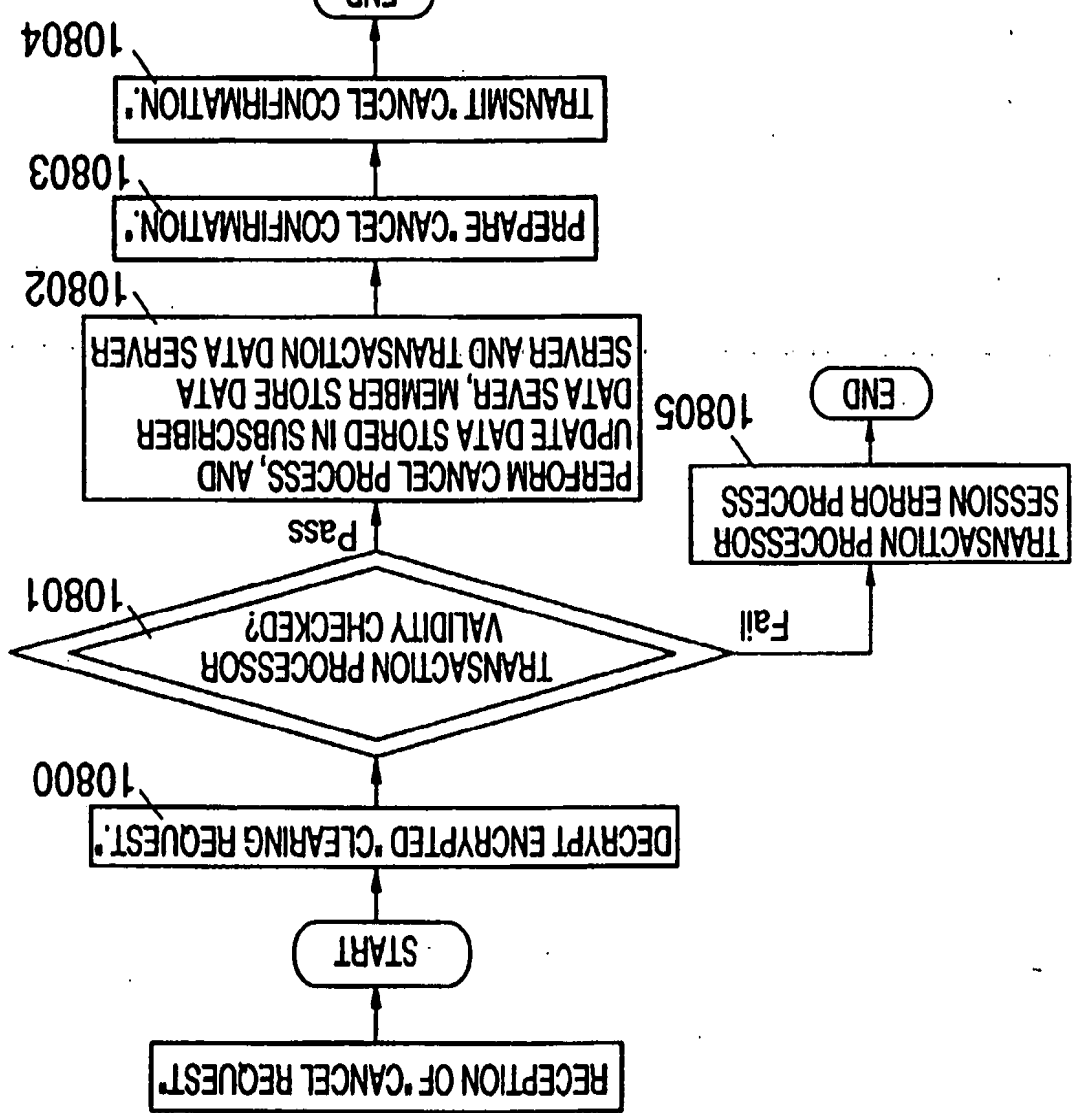 RECEPTION OF "CANCEL REQUEST"
START
DECRYPT ENCRYPTED "CLEARING REQUEST".
10800
TRANSACTION PROCESSOR
VALIDITY CHECKED?
10801
Fail
Pass
TRANSACTION PROCESSOR
SESSION ERROR PROCESS
10805
END
PERFORM CANCEL PROCESS, AND
UPDATE DATA STORED IN SUBSCRIBER
DATA SEVER, MEMBER STORE DATA
SERVER AND TRANSACTION DATA SERVER
10802
PREPARE "CANCEL CONFIRMATION".
10803
TRANSMIT "CANCEL CONFIRMATION".
10804
END